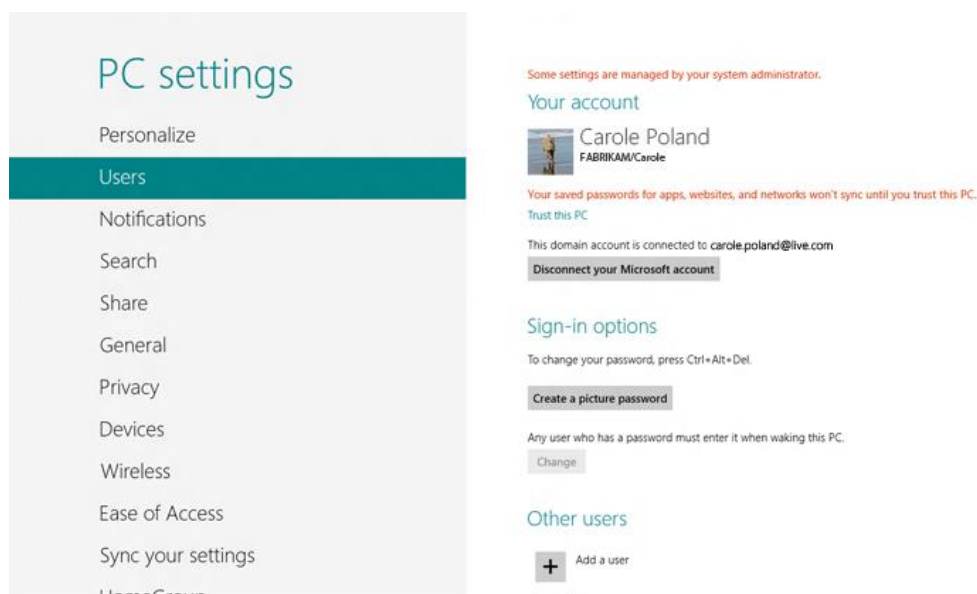 PC settings
Personalize
Users
Notifications
Search
Share
General
Privacy
Devices
Wireless
Ease of Access
Sync your settings
HomeGroup
Some settings are managed by your system administrator.
Your account
Carole Poland
FABRIKAM/Carole
Your saved passwords for apps, websites, and networks won't sync until you trust this PC.
Trust this PC
This domain account is connected to carole.poland@live.com
Disconnect your Microsoft account
Sign-in options
To change your password, press Ctrl+Alt+Del.
Create a picture password
Any user who has a password must enter it when waking this PC.
Change
Other users
+
Add a user